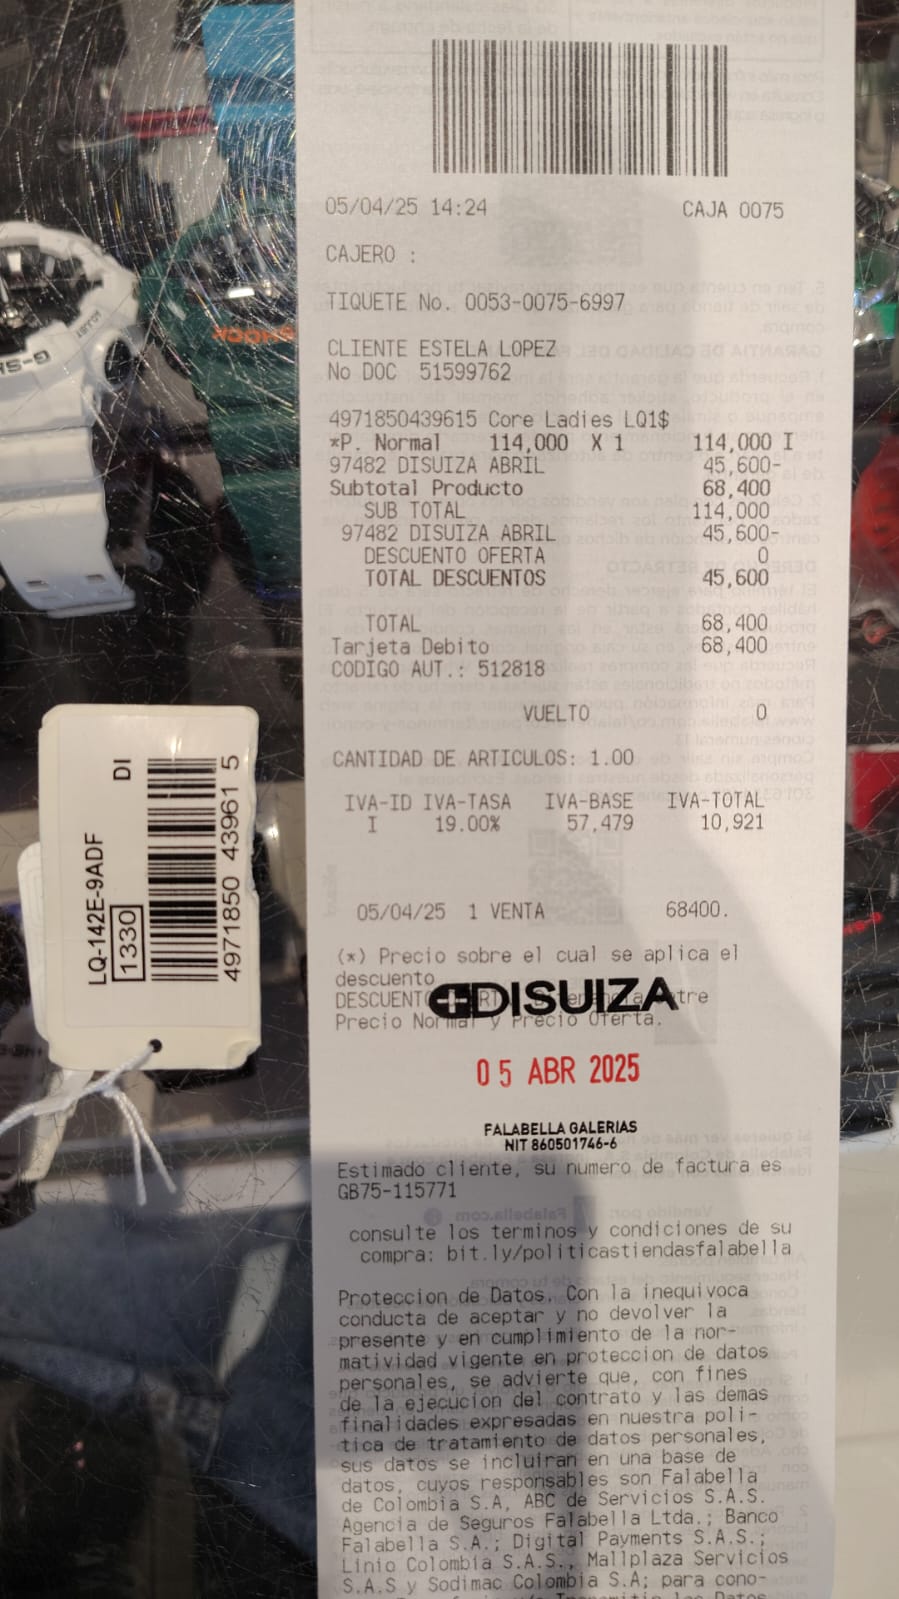 05/04/25 14:24 CAJA 0075
CAJERO :
TIQUETE No. 0053-0075-6997
CLIENTE ESTELA LOPEZ
No DOC 51599762
4971850439615 Core Ladies LQ1$
*P. Normal 114,000 X 1 114,000 I
97482 DISUIZA ABRIL 45,600-
Subtotal Producto 68,400
SUB TOTAL 114,000
97482 DISUIZA ABRIL 45,600-
DESCUENTO OFERTA 0
TOTAL DESCUENTOS 45,600
TOTAL 68,400
Tarjeta Debito 68,400
CODIGO AUT.: 512818
VUELTO 0
CANTIDAD DE ARTICULOS: 1.00
IVA-ID IVA-TASA IVA-BASE IVA-TOTAL
I 19.00% 57,479 10,921
05/04/25 1 VENTA 68400.
(*) Precio sobre el cual se aplica el
descuento
DISUIZA
Precio Normal y Precio Oferta.
05 ABR 2025
FALABELLA GALERIAS
NIT 860501746-6
Estimado cliente, su numero de factura es
GB75-115771
consulte los terminos y condiciones de su
compra: bit.ly/politicastiendasfalabella
Proteccion de Datos. Con la inequivoca
conducta de aceptar y no devolver la
presente y en cumplimiento de la nor-
matividad vigente en proteccion de datos
personales, se advierte que, con fines
de la ejecucion del contrato y las demas
finalidades expresadas en nuestra poli-
tica de tratamiento de datos personales,
sus datos se incluiran en una base de
datos, cuyos responsables son Falabella
de Colombia S.A, ABC de Servicios S.A.S.
Agencia de Seguros Falabella Ltda.; Banco
Falabella S.A.; Digital Payments S.A.S.;
Linio Colombia S.A.S., Mallplaza Servicios
S.A.S y Sodimac Colombia S.A; para cono-
LQ-142E-9ADF DI
1330
4971850 43961 5
ADJUST
G-SH
SHOCK